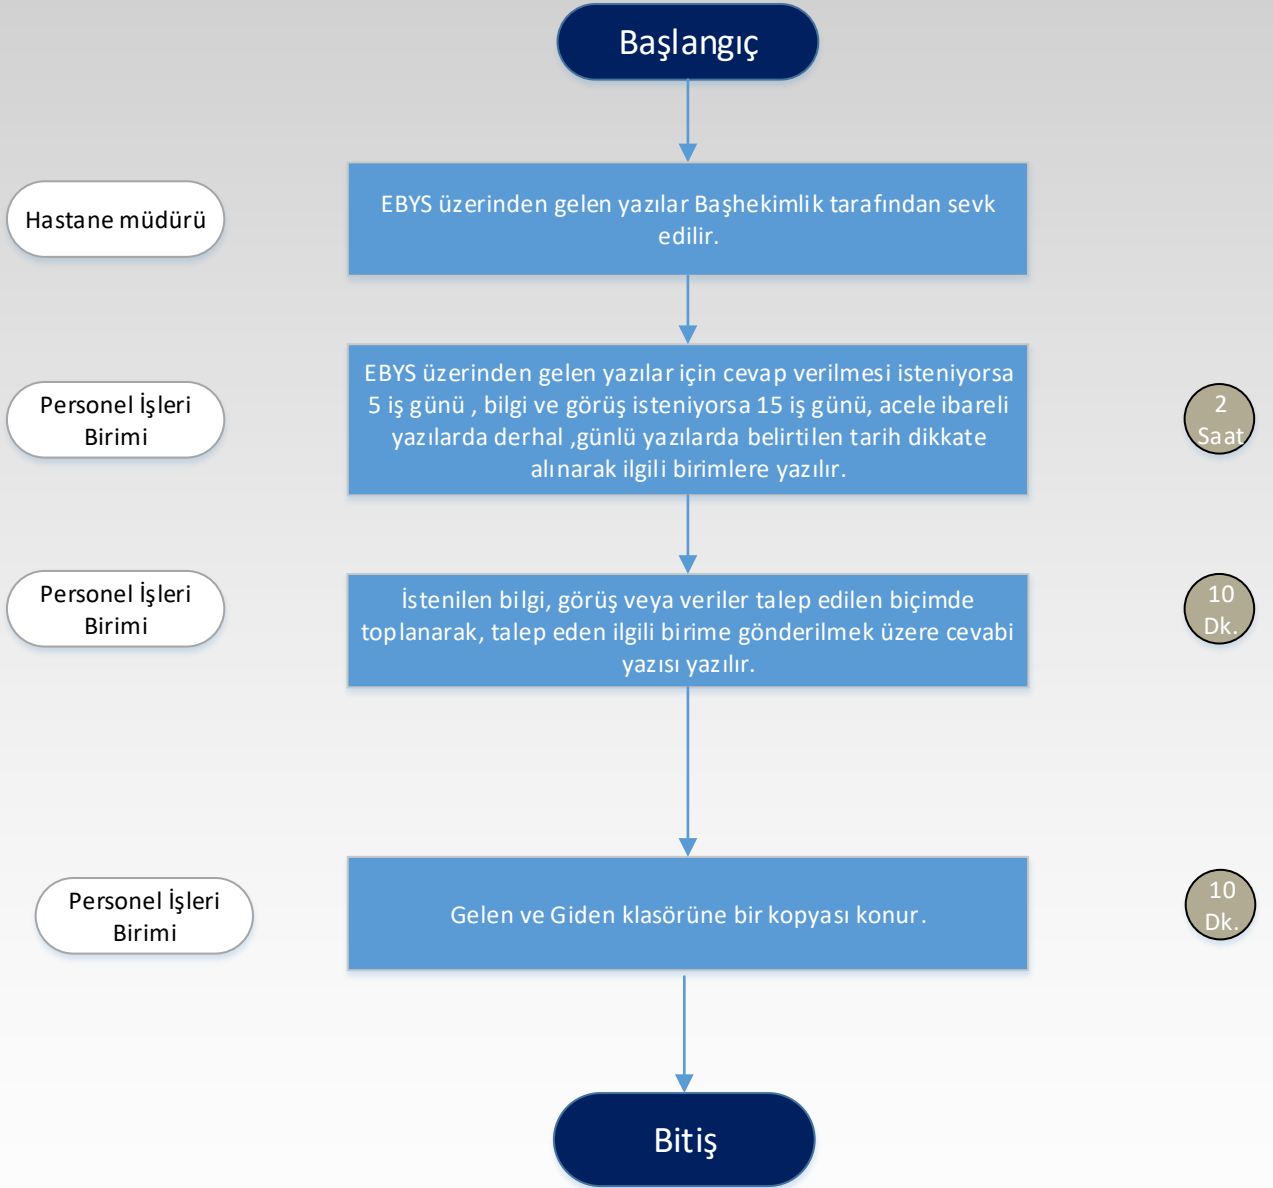 Başlangıç
Hastane müdürü
EBYS üzerinden gelen yazılar Başhekimlik tarafından sevk
edilir.
Personel İşleri
Birimi
EBYS üzerinden gelen yazılar için cevap verilmesi isteniyorsa
5 iş günü , bilgi ve görüş isteniyorsa 15 iş günü, acele ibareli
yazılarda derhal ,günlü yazılarda belirtilen tarih dikkate
alınarak ilgili birimlere yazılır.
2
Saat
Personel İşleri
Birimi
İstenilen bilgi, görüş veya veriler talep edilen biçimde
toplanarak, talep eden ilgili birime gönderilmek üzere cevabi
yazısı yazılır.
10
Dk.
Personel İşleri
Birimi
Gelen ve Giden klasörüne bir kopyası konur.
10
Dk.
Bitiş